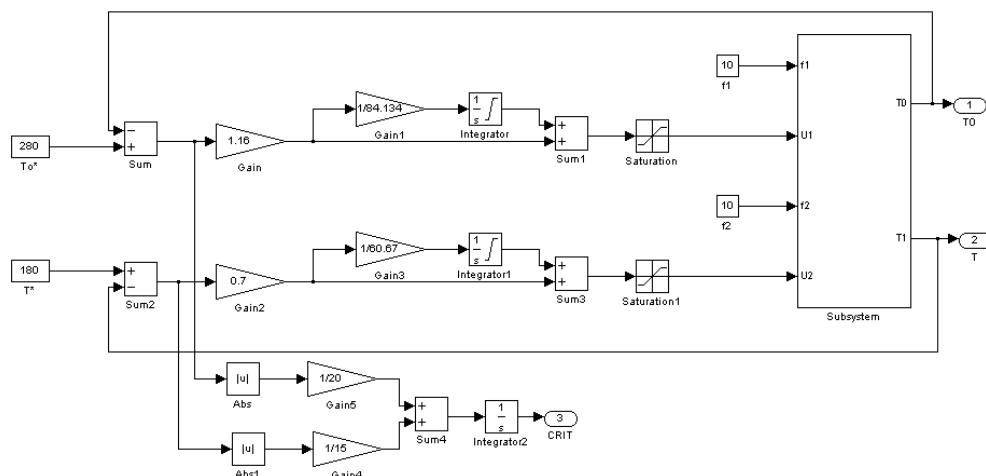 10
f1
f1
T0
1
T0
1/84.134
Gain1
1
s
Integrator
280
To*
−
+
Sum
1.16
Gain
+
+
Sum1
Saturation
U1
10
f2
f2
T1
2
T
180
T*
+
−
Sum2
0.7
Gain2
1/60.67
Gain3
1
s
Integrator1
+
+
Sum3
Saturation1
U2
Subsystem
|u|
Abs
1/20
Gain5
+
+
Sum4
1
s
Integrator2
3
CRIT
|u|
Abs1
1/15
Gain4